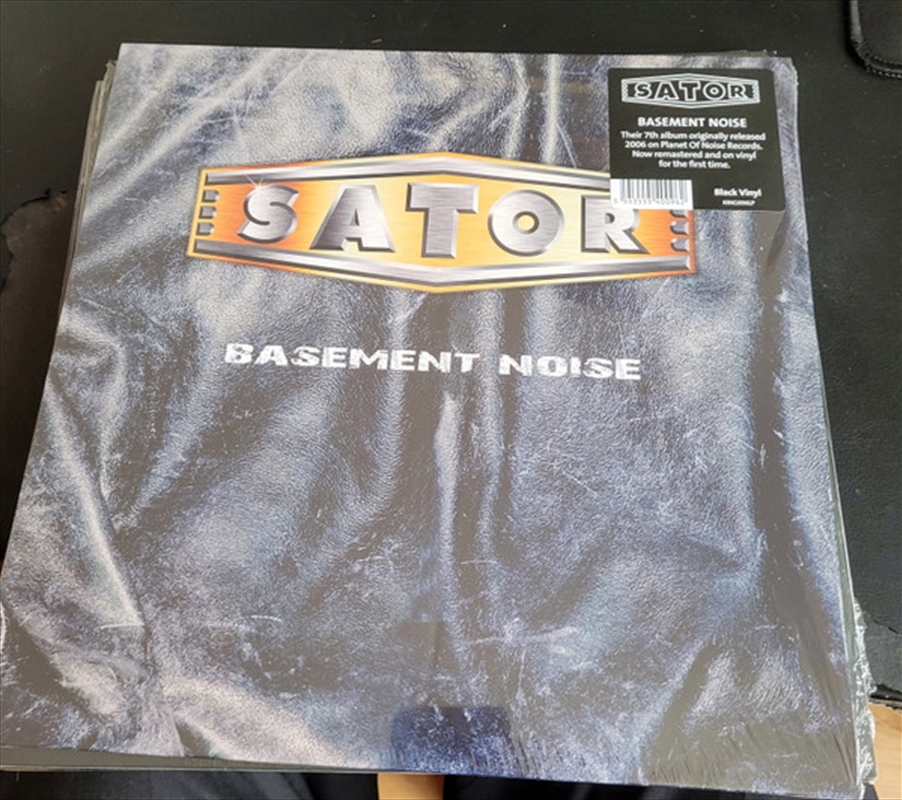 SATOR
BASEMENT NOISE
Their 7th album originally released
2006 on Planet Of Noise Records.
Now remastered and on vinyl
for the first time.
Black Vinyl
SATOR
BASEMENT NOISE